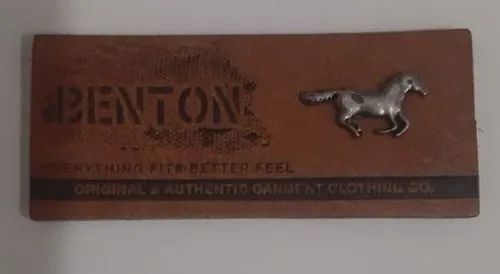 BENTON
EVERYTHING FITS BETTER FEEL
ORIGINAL & AUTHENTIC GARMENT CLOTHING CO.